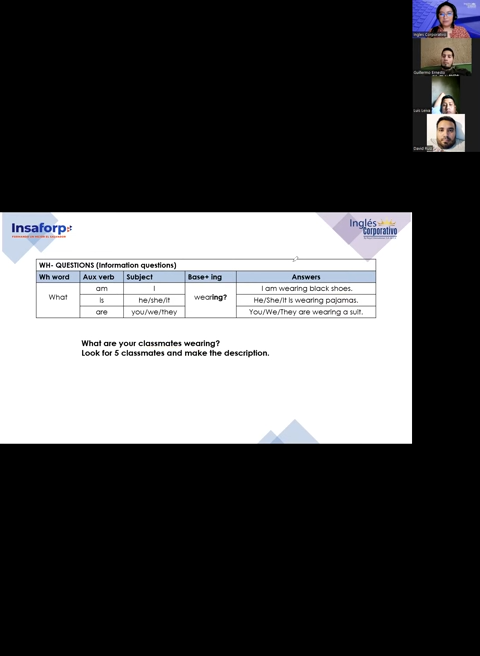 Inglés Corporativo
Guillermo Ernesto
David Ruiz
Insaforp
Inglés
Corporativo
WH- QUESTIONS (Information questions)
Wh word Aux verb Subject Base+ ing Answers
What am I wearing? I am wearing black shoes.
is he/she/it He/She/It is wearing pajamas.
are you/we/they You/We/They are wearing a suit.
What are your classmates wearing?
Look for 5 classmates and make the description.